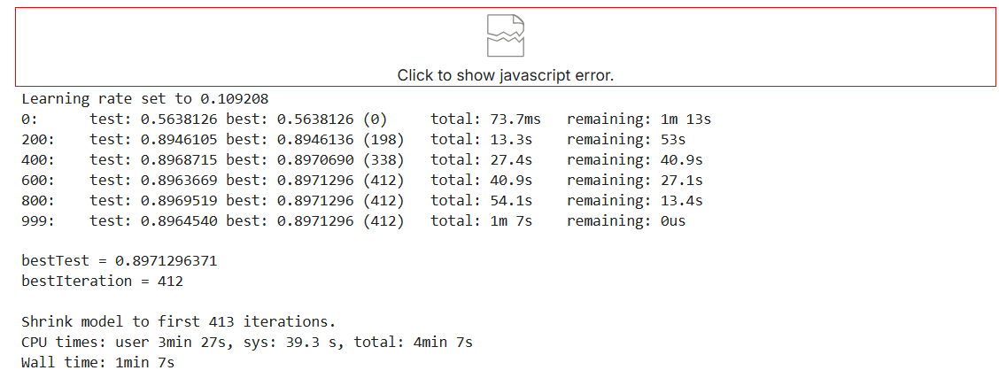 Click to show javascript error.
Learning rate set to 0.109208
0: test: 0.5638126 best: 0.5638126 (0) total: 73.7ms remaining: 1m 13s
200: test: 0.8946105 best: 0.8946136 (198) total: 13.3s remaining: 53s
400: test: 0.8968715 best: 0.8970690 (338) total: 27.4s remaining: 40.9s
600: test: 0.8963669 best: 0.8971296 (412) total: 40.9s remaining: 27.1s
800: test: 0.8969519 best: 0.8971296 (412) total: 54.1s remaining: 13.4s
999: test: 0.8964540 best: 0.8971296 (412) total: 1m 7s remaining: 0us
bestTest = 0.8971296371
bestIteration = 412
Shrink model to first 413 iterations.
CPU times: user 3min 27s, sys: 39.3 s, total: 4min 7s
Wall time: 1min 7s